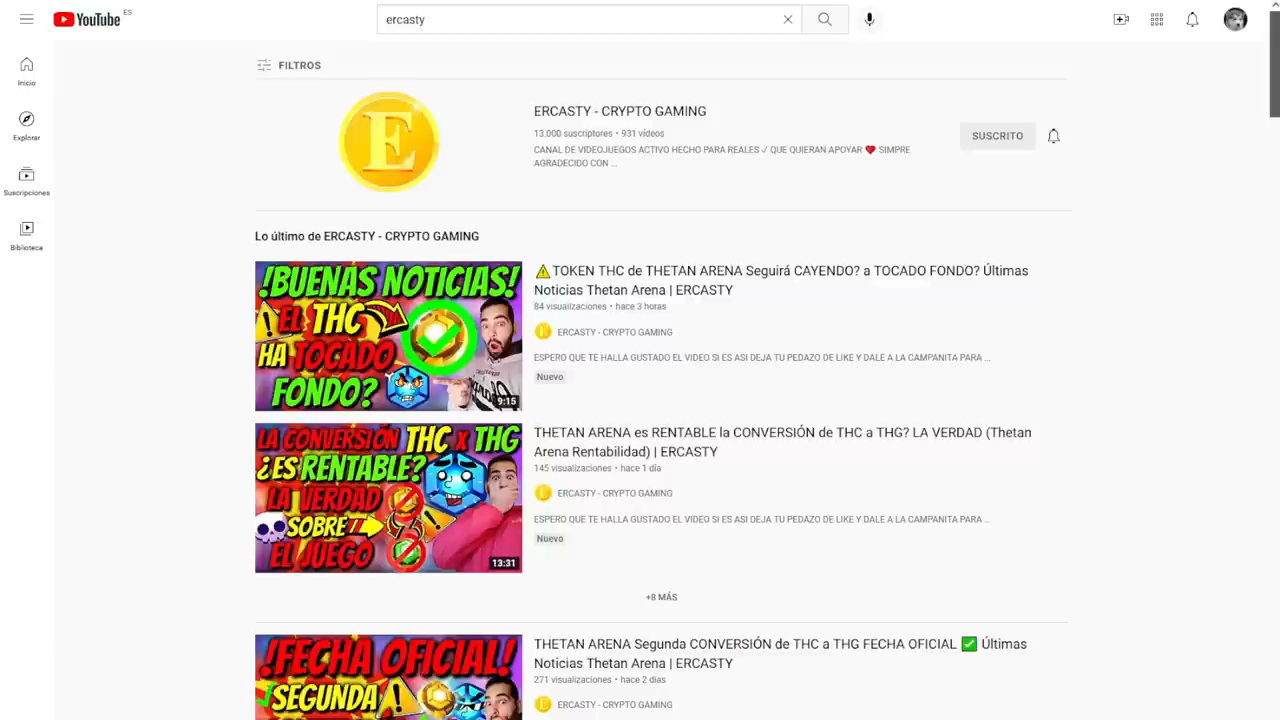 YouTube ES
ercasty
Inicio
Explorar
Suscripciones
Biblioteca
FILTROS
E
ERCASTY - CRYPTO GAMING
13.000 suscriptores • 931 vídeos
CANAL DE VIDEOJUEGOS ACTIVO HECHO PARA REALES ✓ QUE QUIERAN APOYAR ❤️ SIMPRE
AGRADECIDO CON ...
SUSCRITO
Lo último de ERCASTY - CRYPTO GAMING
¡BUENAS NOTICIAS!
EL THC
HA TOCADO
FONDO?
9:15
⚠️TOKEN THC de THETAN ARENA Seguirá CAYENDO? a TOCADO FONDO? Últimas
Noticias Thetan Arena | ERCASTY
84 visualizaciones • hace 3 horas
ERCASTY - CRYPTO GAMING
ESPERO QUE TE HALLA GUSTADO EL VIDEO SI ES ASI DEJA TU PEDAZO DE LIKE Y DALE A LA CAMPANITA PARA ...
Nuevo
LA CONVERSIÓN THC x THG
¿ES RENTABLE?
LA VERDAD
SOBRE
EL JUEGO
13:31
THETAN ARENA es RENTABLE la CONVERSIÓN de THC a THG? LA VERDAD (Thetan
Arena Rentabilidad) | ERCASTY
145 visualizaciones • hace 1 día
ERCASTY - CRYPTO GAMING
ESPERO QUE TE HALLA GUSTADO EL VIDEO SI ES ASI DEJA TU PEDAZO DE LIKE Y DALE A LA CAMPANITA PARA ...
Nuevo
+8 MÁS
¡FECHA OFICIAL!
SEGUNDA
THETAN ARENA Segunda CONVERSIÓN de THC a THG FECHA OFICIAL ✅ Últimas
Noticias Thetan Arena | ERCASTY
271 visualizaciones • hace 2 días
ERCASTY - CRYPTO GAMING